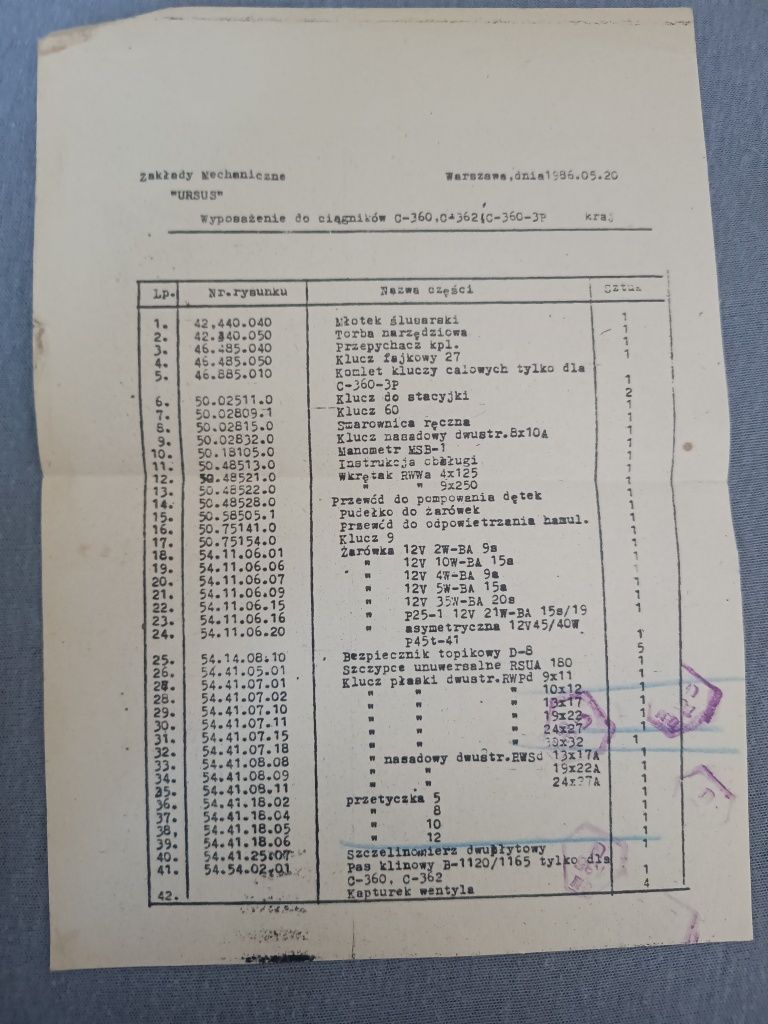 Zakłady Mechaniczne Warszawa,dnia1986.05.20
"URSUS"
Wyposażenie do ciągników C-360,C-362iC-360-3P kraj
Lp. Nr.rysunku Nazwa części Sztuk
1. 42.440.040 Młotek ślusarski 1
2. 42.340.050 Torba narzędziowa 1
3. 46.485.040 Przepychacz kpl. 1
4. 46.485.050 Klucz fajkowy 27 1
5. 46.885.010 Komlet kluczy calowych tylko dla
C-360-3P 1
6. 50.02511.0 Klucz do stacyjki 2
7. 50.02809.1 Klucz 60 1
8. 50.02815.0 Smarownica ręczna 1
9. 50.02832.0 Klucz nasadowy dwustr.8x10A 1
10. 50.18105.0 Manometr MSB-1 1
11. 50.48513.0 Instrukcja obsługi 1
12. 50.48521.0 Wkrętak RWWa 4x125 1
13. 50.48522.0 " " 9x250 1
14. 50.48528.0 Przewód do pompowania dętek 1
15. 50.58505.1 Pudełko do żarówek 1
16. 50.75141.0 Przewód do odpowietrzania hamul. 1
17. 50.75154.0 Klucz 9 1
18. 54.11.06.01 Żarówka 12V 2W-BA 9s 1
19. 54.11.06.06 " 12V 10W-BA 15s 1
20. 54.11.06.07 " 12V 4W-BA 9s 1
21. 54.11.06.09 " 12V 5W-BA 15s 1
22. 54.11.06.15 " 12V 35W-BA 20s 1
23. 54.11.06.16 " P25-1 12V 21W-BA 15s/19 1
24. 54.11.06.20 " asymetryczna 12V45/40W
P45t-41 1
25. 54.14.08.10 Bezpiecznik topikowy D-8 5
26. 54.41.05.01 Szczypce unuwersalne RSUA 180 1
27. 54.41.07.01 Klucz płaski dwustr.RWPd 9x11 1
28. 54.41.07.02 " " " 10x12 1
29. 54.41.07.10 " " " 13x17 1
30. 54.41.07.11 " " " 19x22 1
31. 54.41.07.15 " " " 24x27 1
32. 54.41.07.18 " " " 30x32 1
33. 54.41.08.08 " nasadowy dwustr.RWSd 13x17A 1
34. 54.41.08.09 " " 19x22A 1
35. 54.41.08.11 " " 24x27A 1
36. 54.41.18.02 przetyczka 5 1
37. 54.41.18.04 " 8 1
38, 54.41.18.05 " 10 1
39. 54.41.18.06 " 12 1
40. 54.41.25.07 Szczelinomierz dwupłytowy
41. 54.54.02.01 Pas klinowy B-1120/1165 tylko dla
C-360, C-362 1
42. Kapturek wentyla 4